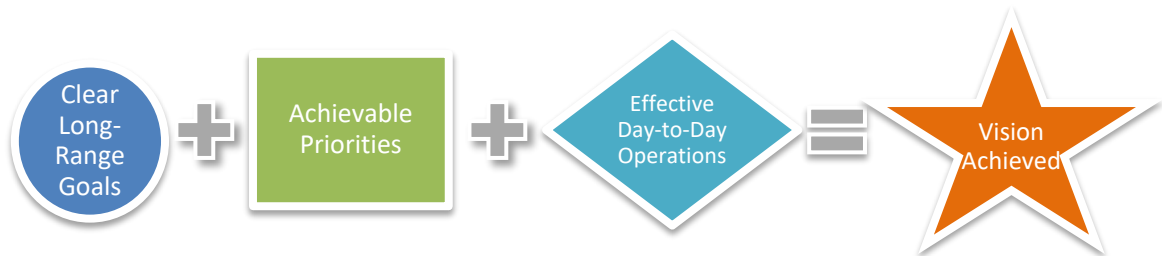 Clear
Long-
Range
Goals
Achievable
Priorities
Effective
Day-to-Day
Operations
Vision
Achieved